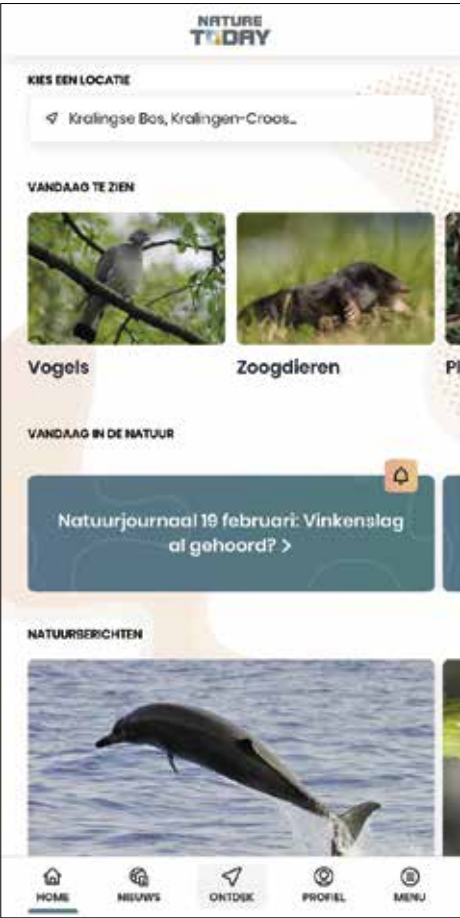 NATURE
TODAY
KIES EEN LOCATIE
Kralingse Bos, Kralingen-Croos...
VANDAAG TE ZIEN
Vogels
Zoogdieren
Pl
VANDAAG IN DE NATUUR
Natuurjournaal 19 februari: Vinkenslag
al gehoord? >
NATUURBERICHTEN
HOME
NIEUWS
ONTDEK
PROFIEL
MENU